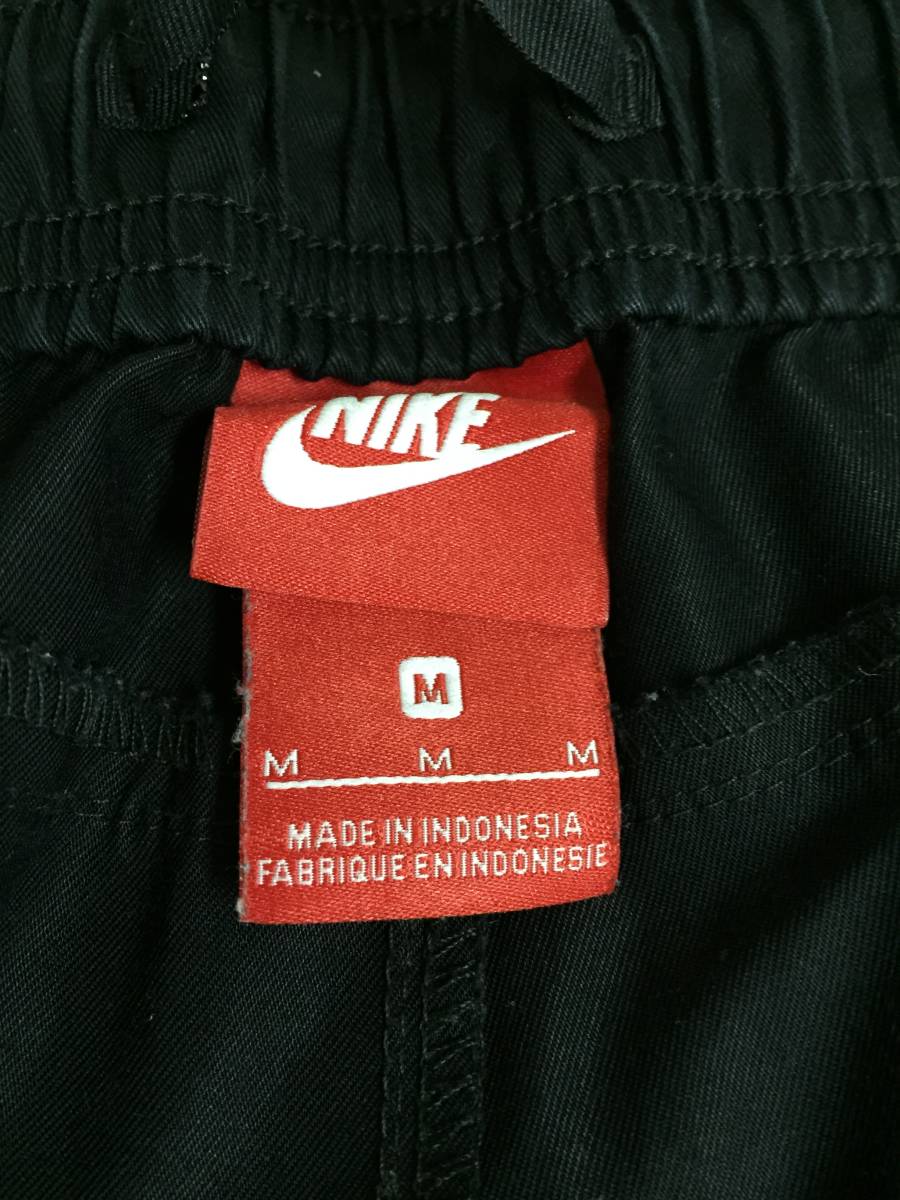 NIKE
M
M M M
MADE IN INDONESIA
FABRIQUE EN INDONESIE